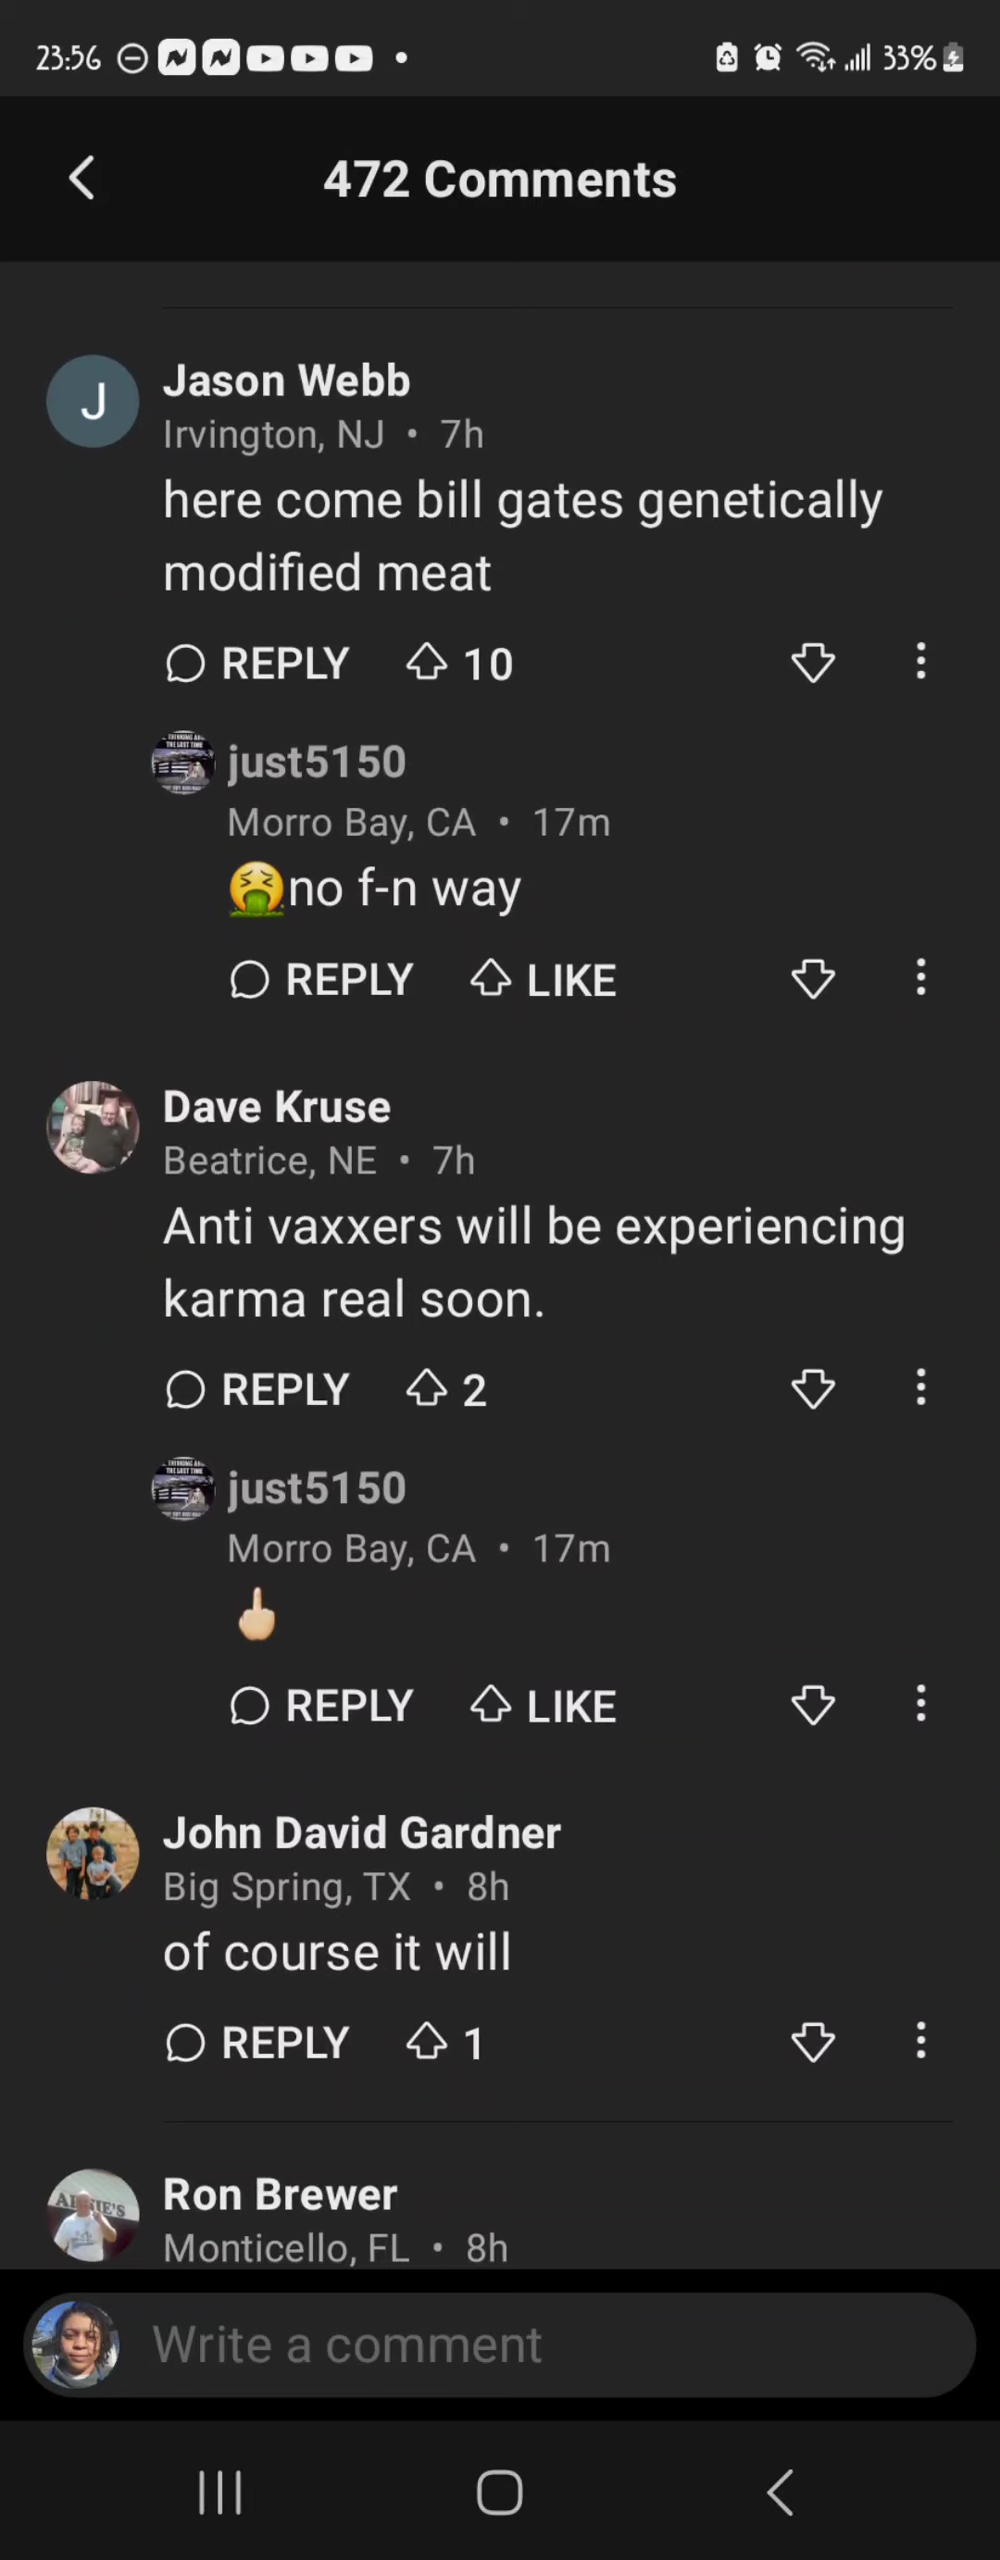 23:56
33%
472 Comments
J
Jason Webb
Irvington, NJ • 7h
here come bill gates genetically
modified meat
REPLY 10
just5150
Morro Bay, CA • 17m
🤮no f-n way
REPLY LIKE
Dave Kruse
Beatrice, NE • 7h
Anti vaxxers will be experiencing
karma real soon.
REPLY 2
just5150
Morro Bay, CA • 17m
🖕🏼
REPLY LIKE
John David Gardner
Big Spring, TX • 8h
of course it will
REPLY 1
Ron Brewer
Monticello, FL • 8h
Write a comment